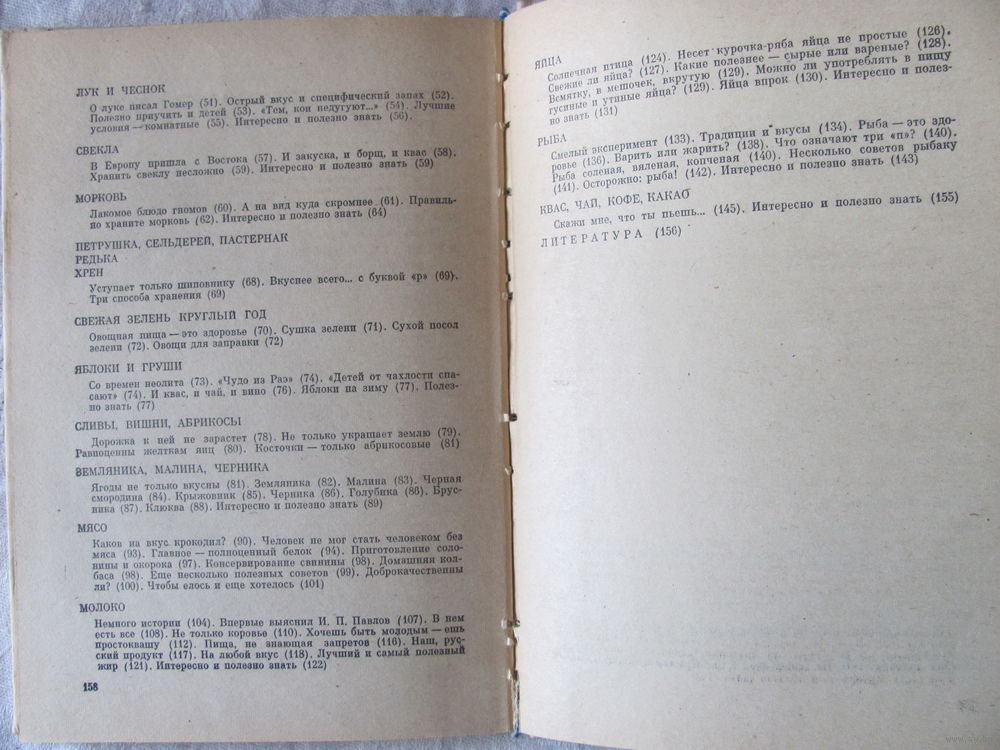 ЛУК И ЧЕСНОК
О луке писал Гомер (51). Острый вкус и специфический запах (52).
Полезно приучить и детей (53). «Тем, кои недугуют...» (54). Лучшие
условия — комнатные (55). Интересно и полезно знать (56).
СВЕКЛА
В Европу пришла с Востока (57). И закуска, и борщ, и квас (58).
Хранить свеклу несложно (59). Интересно и полезно знать (59)
МОРКОВЬ
Лакомое блюдо гномов (60). А на вид куда скромнее (61). Правиль-
но храните морковь (62). Интересно и полезно знать (64)
ПЕТРУШКА, СЕЛЬДЕРЕЙ, ПАСТЕРНАК
РЕДЬКА
ХРЕН
Уступает только шиповнику (68). Вкуснее всего... с буквой «р» (69).
Три способа хранения (69)
СВЕЖАЯ ЗЕЛЕНЬ КРУГЛЫЙ ГОД
Овощная пища — это здоровье (70). Сушка зелени (71). Сухой посол
зелени (72). Овощи для заправки (72)
ЯБЛОКИ И ГРУШИ
Со времен неолита (73). «Чудо из Раэ» (74). «Детей от чахлости спа-
сают» (74). И квас, и чай, и вино (76). Яблоки на зиму (77). Полез-
но знать (77)
СЛИВЫ, ВИШНИ, АБРИКОСЫ
Дорожка к ней не зарастет (78). Не только украшает землю (79).
Равноценны желткам яиц (80). Косточки — только абрикосовые (81)
ЗЕМЛЯНИКА, МАЛИНА, ЧЕРНИКА
Ягоды не только вкусны (81). Земляника (82). Малина (83). Черная
смородина (84). Крыжовник (85). Черника (86). Голубика (86). Брус-
ника (87). Клюква (88). Интересно и полезно знать (89)
МЯСО
Каков на вкус крокодил? (90). Человек не мог стать человеком без
мяса (93). Главное — полноценный белок (94). Приготовление соло-
нины и окорока (97). Консервирование свинины (98). Домашняя кол-
баса (98). Еще несколько полезных советов (99). Доброкачественны
ли? (100). Чтобы елось и еще хотелось (101)
МОЛОКО
Немного истории (104). Впервые выяснил И. П. Павлов (107). В нем
есть все (108). Не только коровье (110). Хочешь быть молодым — ешь
простоквашу (112). Пища, не знающая запретов (116). Наш, рус-
ский продукт (117). На любой вкус (118). Лучший и самый полезный
жир (121). Интересно и полезно знать (122)
158
ЯЙЦА
Солнечная птица (124). Несет курочка-ряба яйца не простые (126).
Свежие ли яйца? (127). Какие полезнее — сырые или вареные? (128).
Всмятку, в мешочек, вкрутую (129). Можно ли употреблять в пищу
гусиные и утиные яйца? (129). Яйца впрок (130). Интересно и полез-
но знать (131)
РЫБА
Смелый эксперимент (133). Традиции и вкусы (134). Рыба — это здо-
ровье (136). Варить или жарить? (138). Что означают три «п»? (140).
Рыба соленая, вяленая, копченая (140). Несколько советов рыбаку
(141). Осторожно: рыба! (142). Интересно и полезно знать (143)
КВАС, ЧАЙ, КОФЕ, КАКАО
Скажи мне, что ты пьешь... (145). Интересно и полезно знать (155)
ЛИТЕРАТУРА (156)